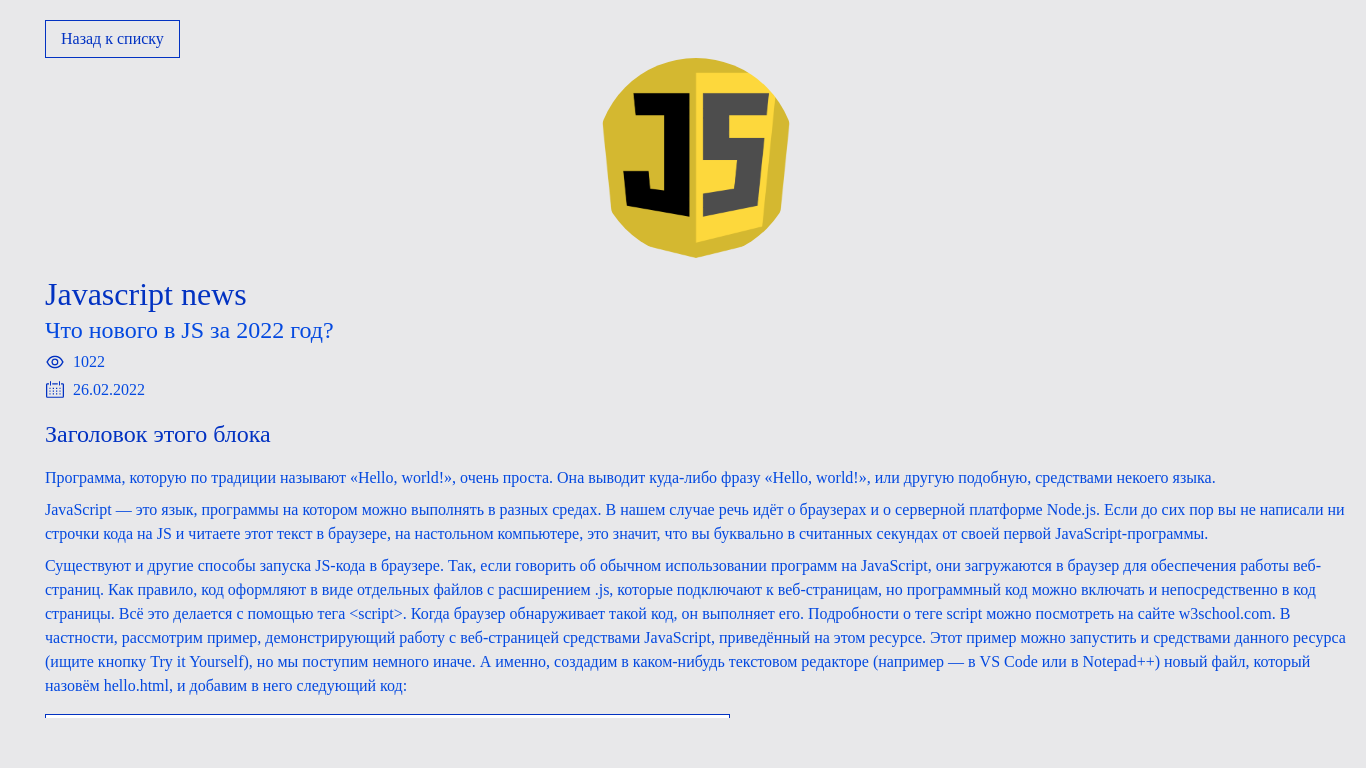 Назад к списку
JS
Javascript news
Что нового в JS за 2022 год?
1022
26.02.2022
Заголовок этого блока
Программа, которую по традиции называют «Hello, world!», очень проста. Она выводит куда-либо фразу «Hello, world!», или другую подобную, средствами некоего языка.
JavaScript — это язык, программы на котором можно выполнять в разных средах. В нашем случае речь идёт о браузерах и о серверной платформе Node.js. Если до сих пор вы не написали ни
строчки кода на JS и читаете этот текст в браузере, на настольном компьютере, это значит, что вы буквально в считанных секундах от своей первой JavaScript-программы.
Существуют и другие способы запуска JS-кода в браузере. Так, если говорить об обычном использовании программ на JavaScript, они загружаются в браузер для обеспечения работы веб-
страниц. Как правило, код оформляют в виде отдельных файлов с расширением .js, которые подключают к веб-страницам, но программный код можно включать и непосредственно в код
страницы. Всё это делается с помощью тега <script>. Когда браузер обнаруживает такой код, он выполняет его. Подробности о теге script можно посмотреть на сайте w3school.com. В
частности, рассмотрим пример, демонстрирующий работу с веб-страницей средствами JavaScript, приведённый на этом ресурсе. Этот пример можно запустить и средствами данного ресурса
(ищите кнопку Try it Yourself), но мы поступим немного иначе. А именно, создадим в каком-нибудь текстовом редакторе (например — в VS Code или в Notepad++) новый файл, который
назовём hello.html, и добавим в него следующий код: